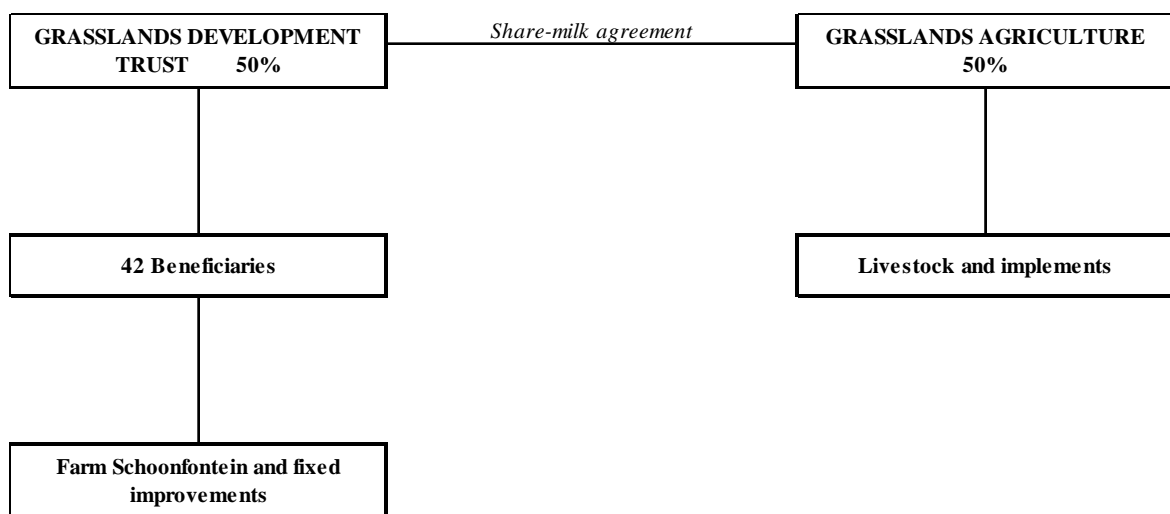 GRASSLANDS DEVELOPMENT
TRUST 50%
Share-milk agreement
GRASSLANDS AGRICULTURE
50%
42 Beneficiaries
Livestock and implements
Farm Schoonfontein and fixed
improvements